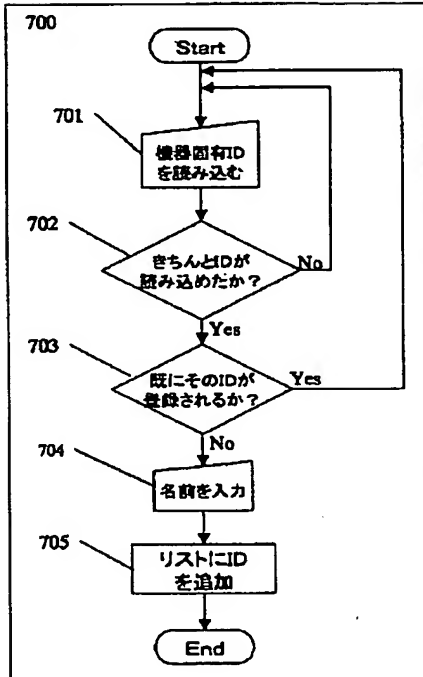 700
Start
701
機器固有ID
を読み込む
702
きちんとIDが
読み込めたか？
No
Yes
703
既にそのIDが
登録されるか？
Yes
No
704
名前を入力
705
リストにID
を追加
End